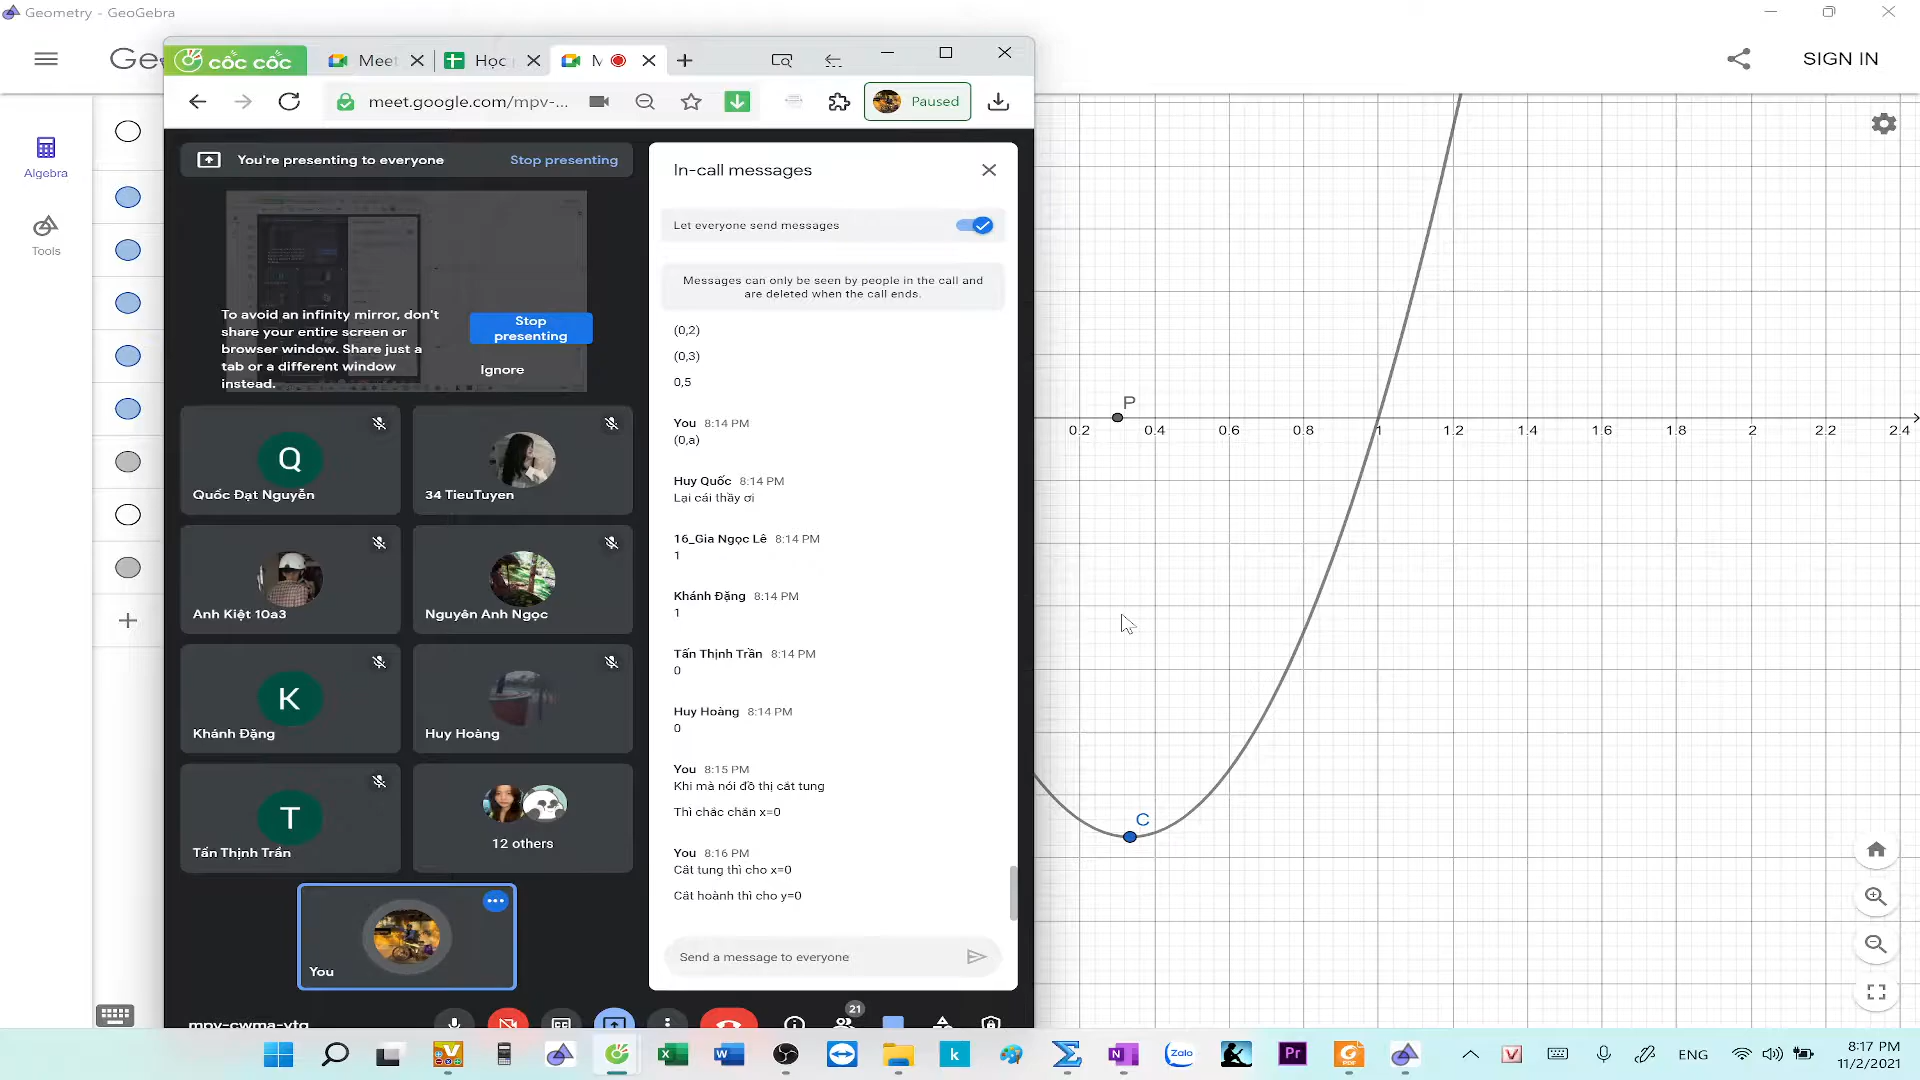 Geometry - GeoGebra
SIGN IN
cốc cốc
Meet
Học
meet.google.com/mpv-...
Paused
Algebra
Tools
You're presenting to everyone
Stop presenting
To avoid an infinity mirror, don't
share your entire screen or
browser window. Share just a
tab or a different window
instead.
Stop
presenting
Ignore
Q
Quốc Đạt Nguyễn
34 TieuTuyen
Anh Kiệt 10a3
Nguyên Anh Ngọc
K
Khánh Đặng
Huy Hoàng
T
Tấn Thịnh Trần
12 others
You
In-call messages
Let everyone send messages
Messages can only be seen by people in the call and
are deleted when the call ends.
(0,2)
(0,3)
0,5
You 8:14 PM
(0,a)
Huy Quốc 8:14 PM
Lại cái thầy ơi
16_Gia Ngọc Lê 8:14 PM
1
Khánh Đặng 8:14 PM
1
Tấn Thịnh Trần 8:14 PM
0
Huy Hoàng 8:14 PM
0
You 8:15 PM
Khi mà nói đồ thị cắt tung
Thì chắc chắn x=0
You 8:16 PM
Cắt tung thì cho x=0
Cắt hoành thì cho y=0
Send a message to everyone
21
P
0.2 0.4 0.6 0.8 1 1.2 1.4 1.6 1.8 2 2.2 2.4
C
Zalo
Pr
k
ENG
8:17 PM
11/2/2021